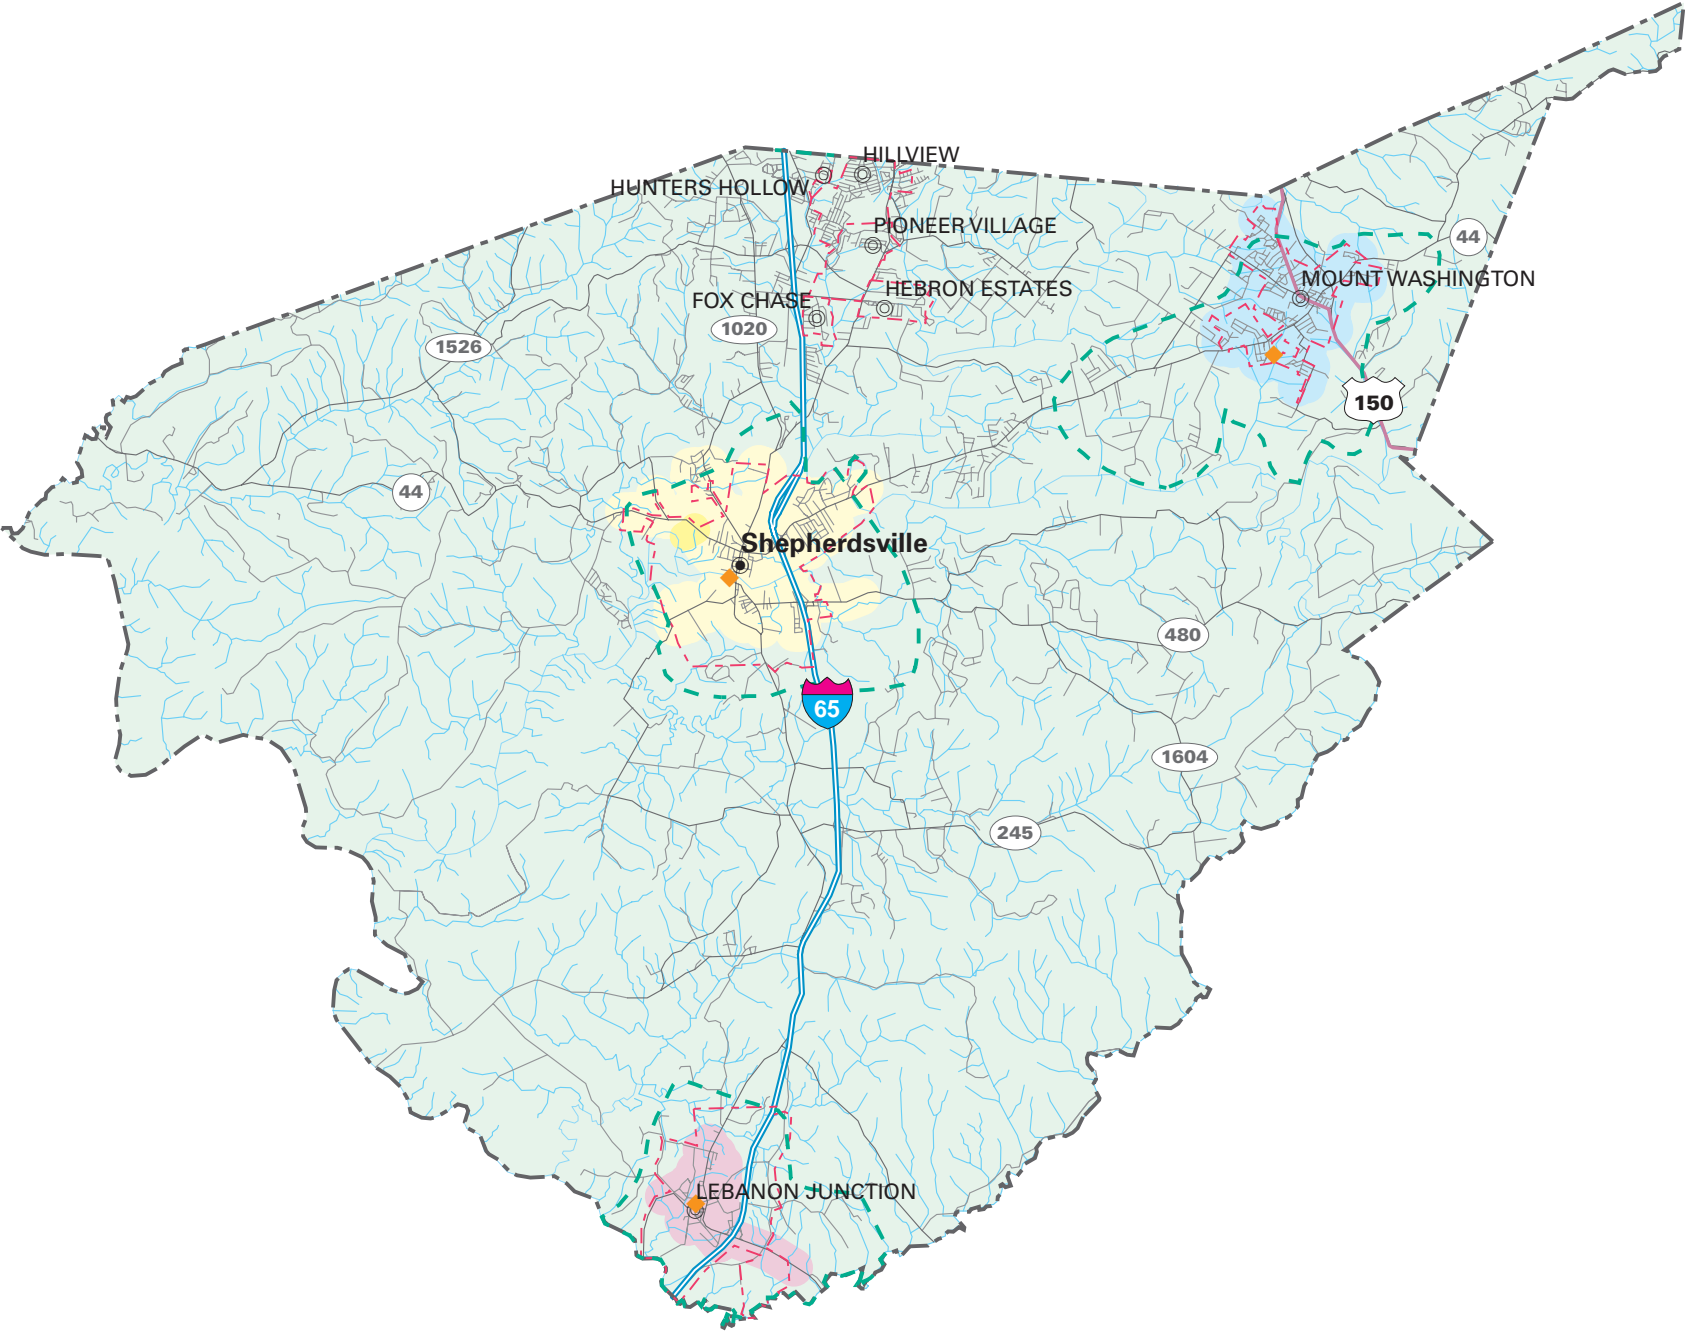 HILLVIEW
HUNTERS HOLLOW
PIONEER VILLAGE
44
MOUNT WASHINGTON
HEBRON ESTATES
FOX CHASE
1020
1526
150
44
Shepherdsville
480
65
1604
245
LEBANON JUNCTION